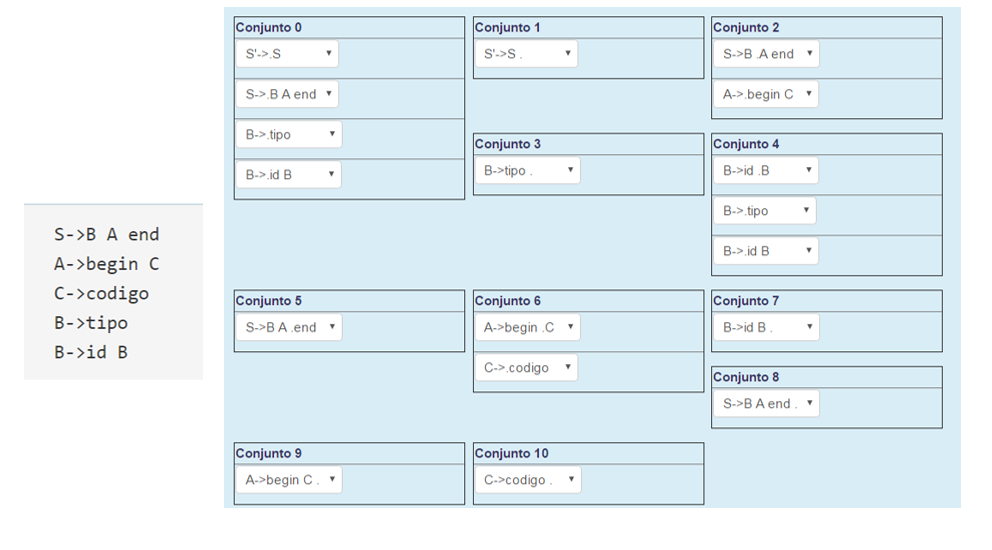 S->B A end
A->begin C
C->codigo
B->tipo
B->id B
Conjunto 0
S'->.S
S->.B A end
B->.tipo
B->.id B
Conjunto 1
S'->S .
Conjunto 2
S->B .A end
A->.begin C
Conjunto 3
B->tipo .
Conjunto 4
B->id .B
B->.tipo
B->.id B
Conjunto 5
S->B A .end
Conjunto 6
A->begin .C
C->.codigo
Conjunto 7
B->id B .
Conjunto 8
S->B A end .
Conjunto 9
A->begin C .
Conjunto 10
C->codigo .